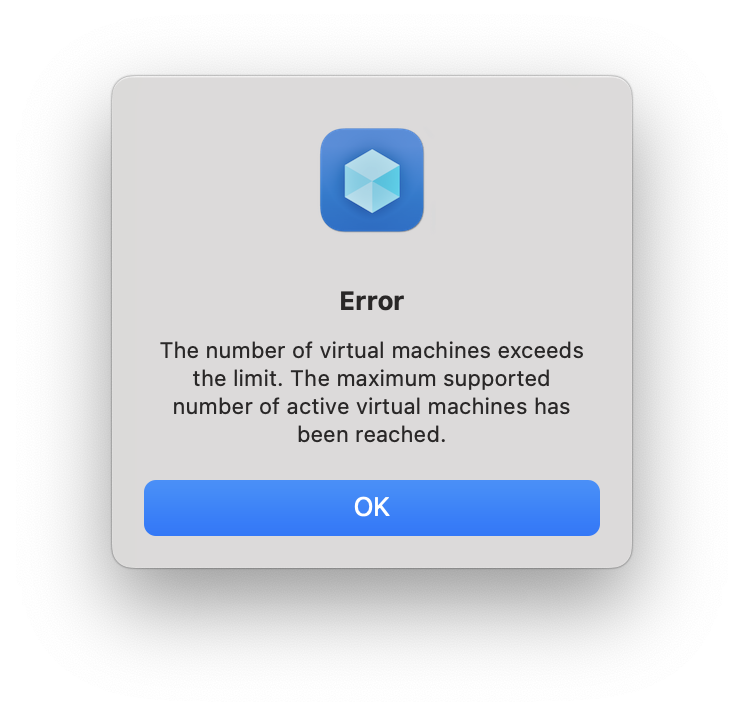 Error
The number of virtual machines exceeds
the limit. The maximum supported
number of active virtual machines has
been reached.
OK